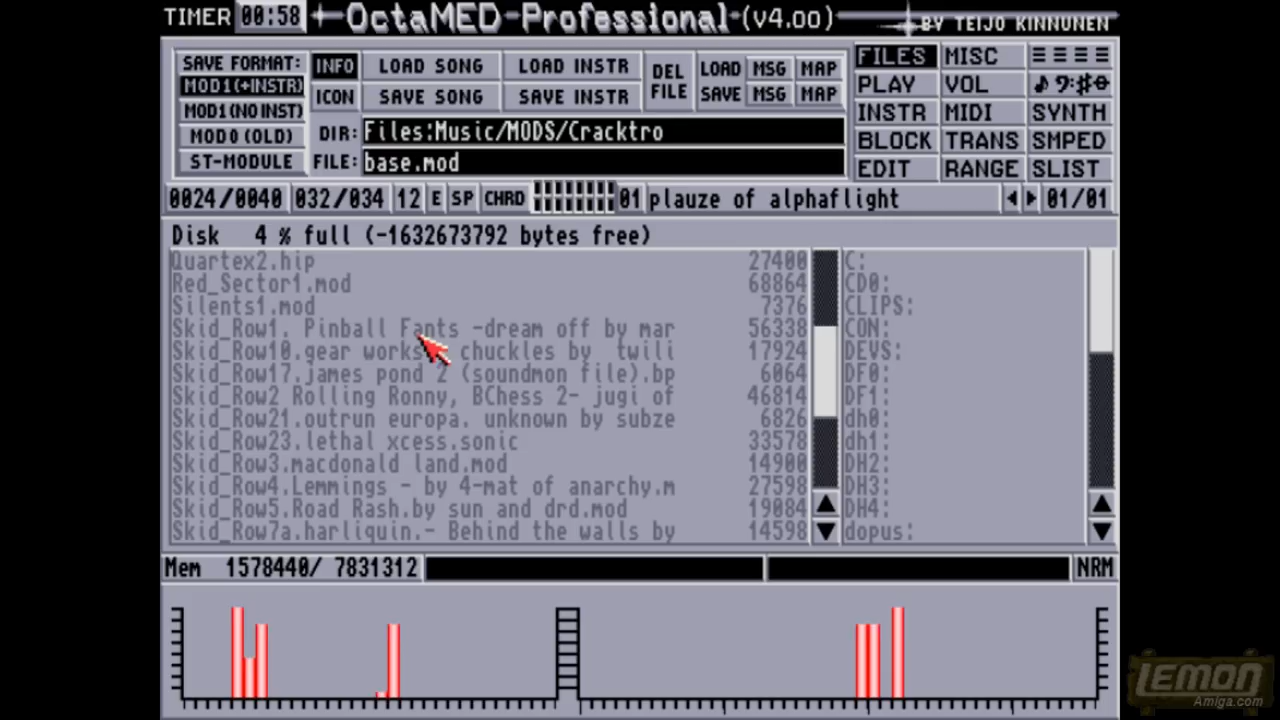 TIMER 00:58 OctaMED Professional (v4.00) BY TEIJO KINNUNEN
SAVE FORMAT: INFO LOAD SONG LOAD INSTR DEL FILE LOAD MSG MAP FILES MISC
MOD1(+INSTR) ICON SAVE SONG SAVE INSTR SAVE MSG MAP PLAY VOL
MOD1(NO INST) DIR: Files:Music/MODS/Cracktro INSTR MIDI SYNTH
MOD0 (OLD) BLOCK TRANS SMPED
ST-MODULE FILE: base.mod EDIT RANGE SLIST
0024/0040 032/034 12 E SP CHRD 01 plauze of alphaflight 01/01
Disk 4 % full (-1632673792 bytes free)
Quartex2.hip 27400 C:
Red_Sector1.mod 68864 CD0:
Silents1.mod 7376 CLIPS:
Skid_Row1. Pinball Fants -dream off by mar 56338 CON:
Skid_Row10.gear works chuckles by twili 17924 DEVS:
Skid_Row17.james pond 2 (soundmon file).bp 6064 DF0:
Skid_Row2 Rolling Ronny, BChess 2- jugi of 46814 DF1:
Skid_Row21.outrun europa. unknown by subze 6826 dh0:
Skid_Row23.lethal xcess.sonic 33578 dh1:
Skid_Row3.macdonald land.mod 14900 DH2:
Skid_Row4.Lemmings - by 4-mat of anarchy.m 27598 DH3:
Skid_Row5.Road Rash.by sun and drd.mod 19084 DH4:
Skid_Row7a.harliquin.- Behind the walls by 14598 dopus:
Mem 1578440/ 7831312 NRM
LEMON
Amiga.com